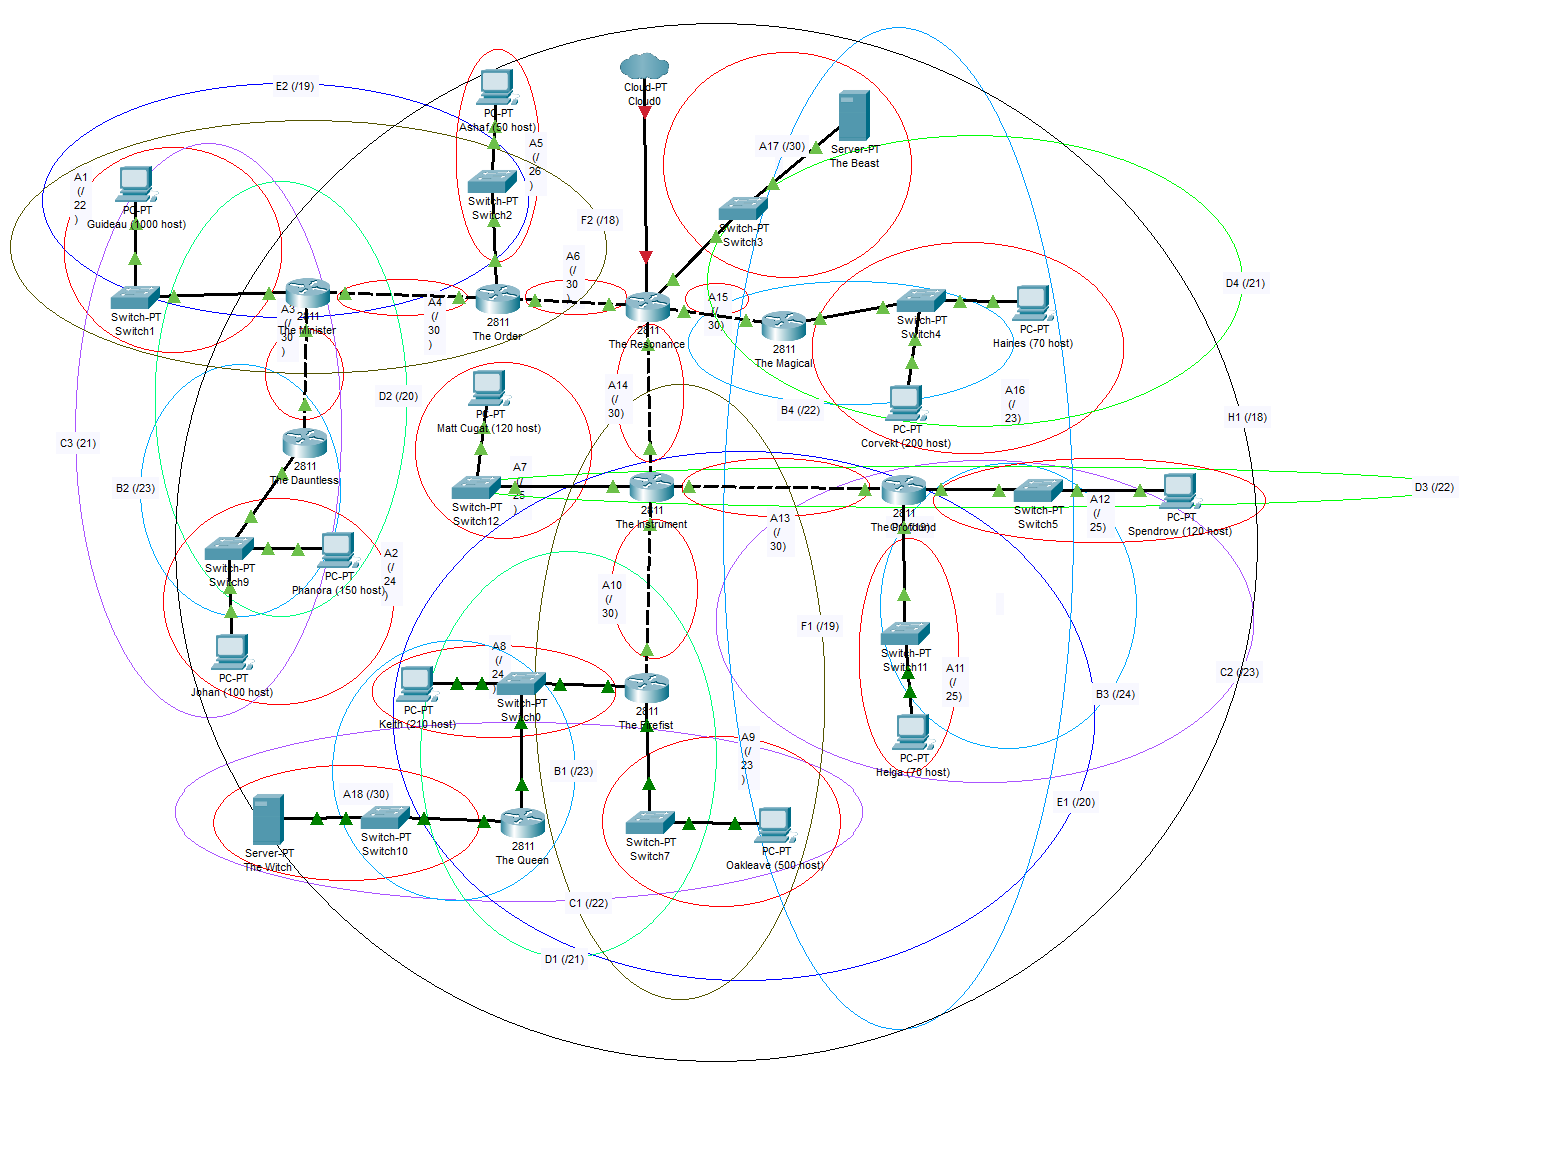 E2 (/19)
Cloud-PT
Cloud0
PC-PT
Ashaf (50 host)
A5
(/
26
)
A17 (/30)
Server-PT
The Beast
A1
(/
22
)
PC-PT
Guideau (1000 host)
Switch-PT
Switch2
Switch-PT
Switch3
F2 (/18)
A6
(/
30
)
D4 (/21)
Switch-PT
Switch1
A3
(/
30
)
2811
The Minister
A4
(/
30
)
2811
The Order
2811
The Resonance
A15
(/
30)
2811
The Magical
Switch-PT
Switch4
PC-PT
Haines (70 host)
D2 (/20)
A14
(/
30)
B4 (/22)
A16
(/
23)
H1 (/18)
PC-PT
Matt Cugat (120 host)
PC-PT
Corvekt (200 host)
C3 (21)
B2 (/23)
2811
The Dauntless
A7
(/
25
)
Switch-PT
Switch12
2811
The Instrument
A13
(/
30)
2811
The Profound
Switch-PT
Switch5
A12
(/
25)
PC-PT
Spendrow (120 host)
D3 (/22)
Switch-PT
Switch9
PC-PT
Phanora (150 host)
A2
(/
24
)
A10
(/
30)
F1 (/19)
Switch-PT
Switch11
PC-PT
Johan (100 host)
A8
(/
24
)
PC-PT
Keith (210 host)
Switch-PT
Switch0
2811
A11
(/
25)
B3 (/24)
C2 (/23)
A9
(/
23
)
PC-PT
Helga (70 host)
B1 (/23)
A18 (/30)
E1 (/20)
Server-PT
The Witch
Switch-PT
Switch10
2811
The Queen
Switch-PT
Switch7
PC-PT
Oakleave (500 host)
C1 (/22)
D1 (/21)